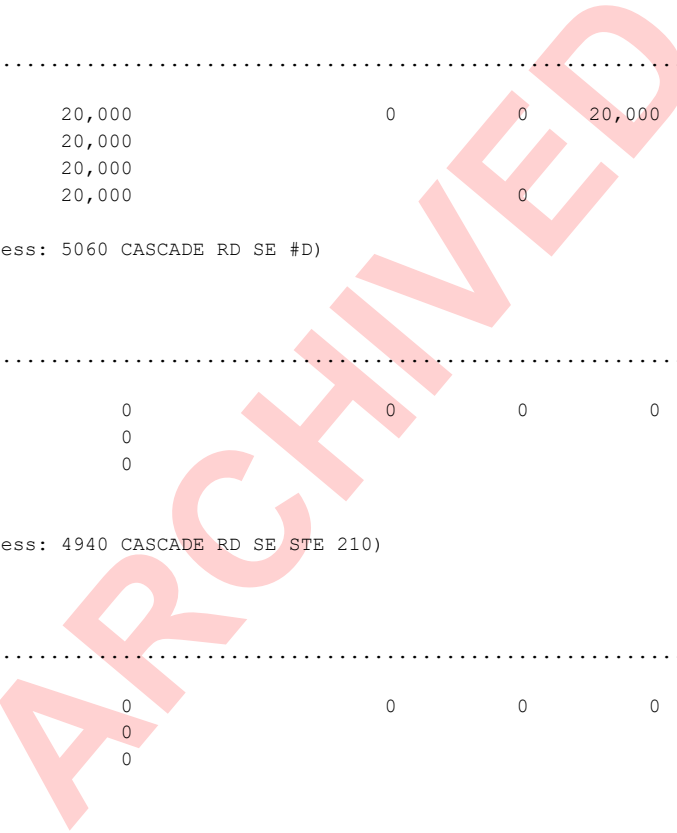 ........................................................
20,000 0 0 20,000
20,000
20,000
20,000 0
ess: 5060 CASCADE RD SE #D)
........................................................
0 0 0 0
0
0
ess: 4940 CASCADE RD SE STE 210)
........................................................
0 0 0 0
0
0
ARCHIVED